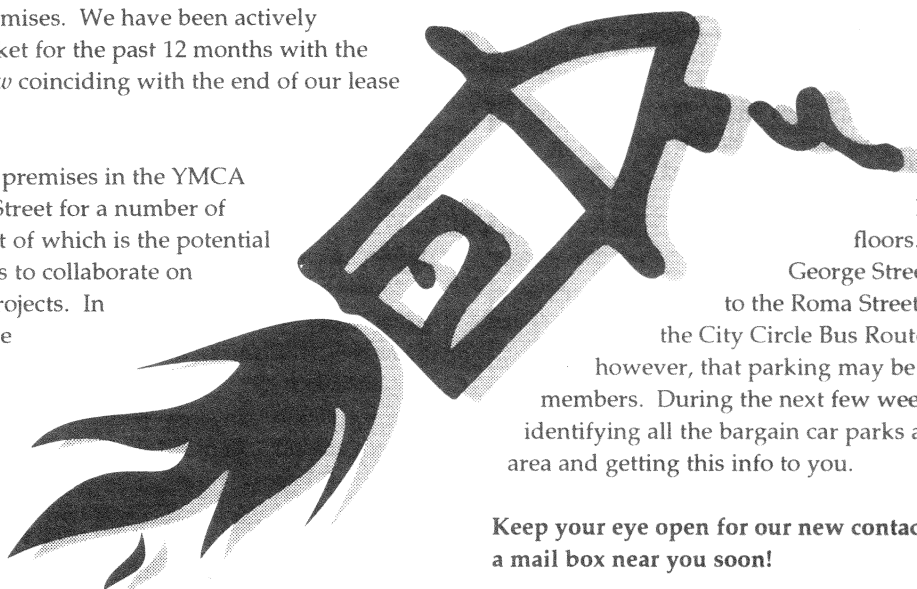 mises. We have been actively
ket for the past 12 months with the
w coinciding with the end of our lease
premises in the YMCA
Street for a number of
t of which is the potential
s to collaborate on
rojects. In
e
floors.
George Stree
to the Roma Street
the City Circle Bus Route
however, that parking may be
members. During the next few wee
identifying all the bargain car parks a
area and getting this info to you.
Keep your eye open for our new contac
a mail box near you soon!